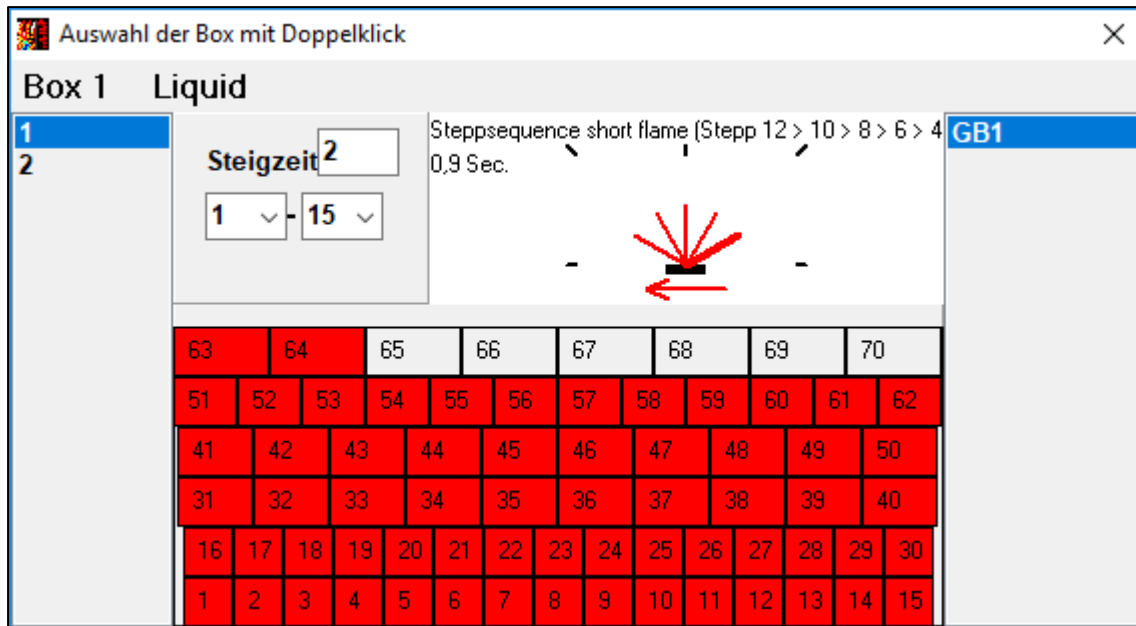 Auswahl der Box mit Doppelklick
Box 1 Liquid
1
2
Steigzeit 2
1 - 15
Steppsequence short flame (Stepp 12 > 10 > 8 > 6 > 4
0,9 Sec.
GB1
63 64 65 66 67 68 69 70
51 52 53 54 55 56 57 58 59 60 61 62
41 42 43 44 45 46 47 48 49 50
31 32 33 34 35 36 37 38 39 40
16 17 18 19 20 21 22 23 24 25 26 27 28 29 30
1 2 3 4 5 6 7 8 9 10 11 12 13 14 15